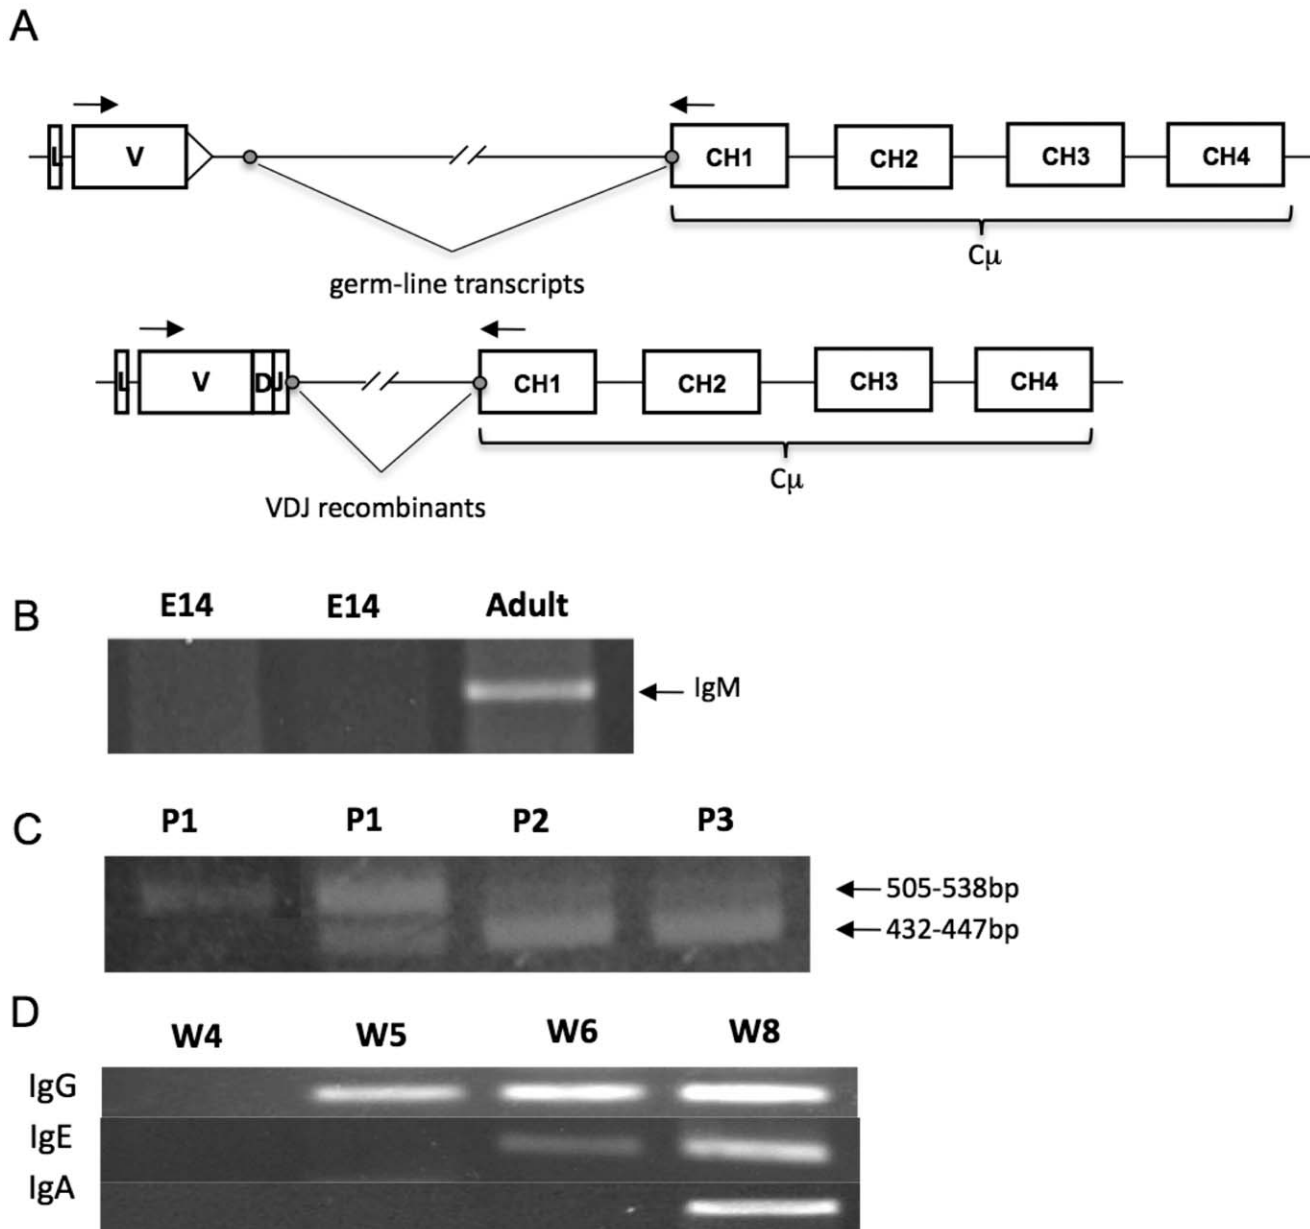 A
L V CH1 CH2 CH3 CH4
Cμ
germ-line transcripts
L V D J CH1 CH2 CH3 CH4
Cμ
VDJ recombinants
B
E14 E14 Adult
IgM
C
P1 P1 P2 P3
505-538bp
432-447bp
D
W4 W5 W6 W8
IgG
IgE
IgA